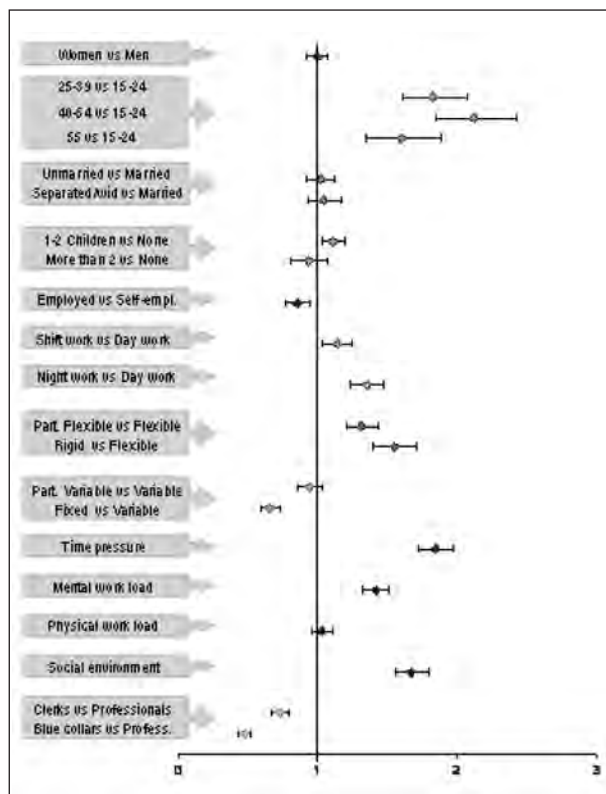 Women vs Men
25-39 vs 15-24
40-54 vs 15-24
55 vs 15-24
Unmarried vs Married
Separated vs Married
1-2 Children vs None
More than 2 vs None
Employed vs Self-empl.
Shift work vs Day work
Night work vs Day work
Part. Flexible vs Flexible
Rigid vs Flexible
Part. Variable vs Variable
Fixed vs Variable
Time pressure
Mental work load
Physical work load
Social environment
Clerks vs Professionals
Blue collars vs Profess.
0 1 2 3